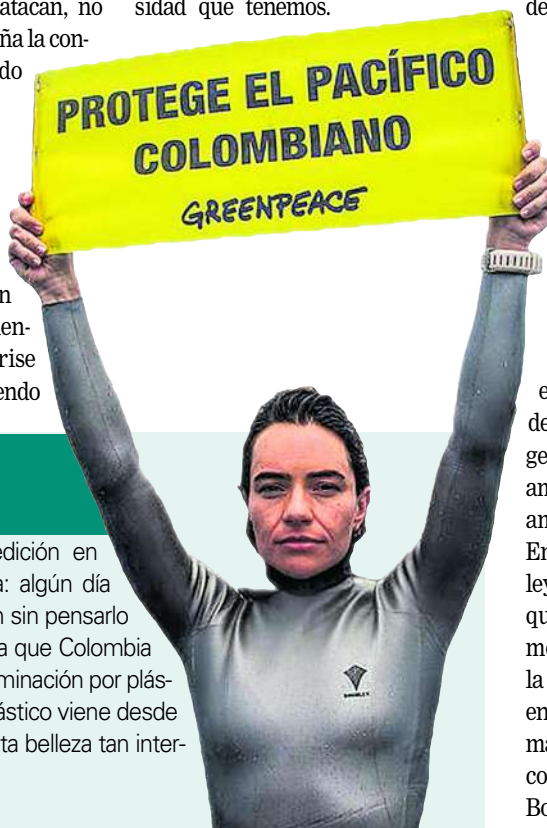 atacan, no
ña la con-
do
n
en-
rise
endo
sidad que tenemos.
PROTEGE EL PACÍFICO
COLOMBIANO
GREENPEACE
edición en
a: algún día
n sin pensarlo
a que Colombia
minación por plás-
ástico viene desde
ta belleza tan inter-
de
e
de
ge
an
an
En
ley
qu
me
la
en
ma
co
Bo